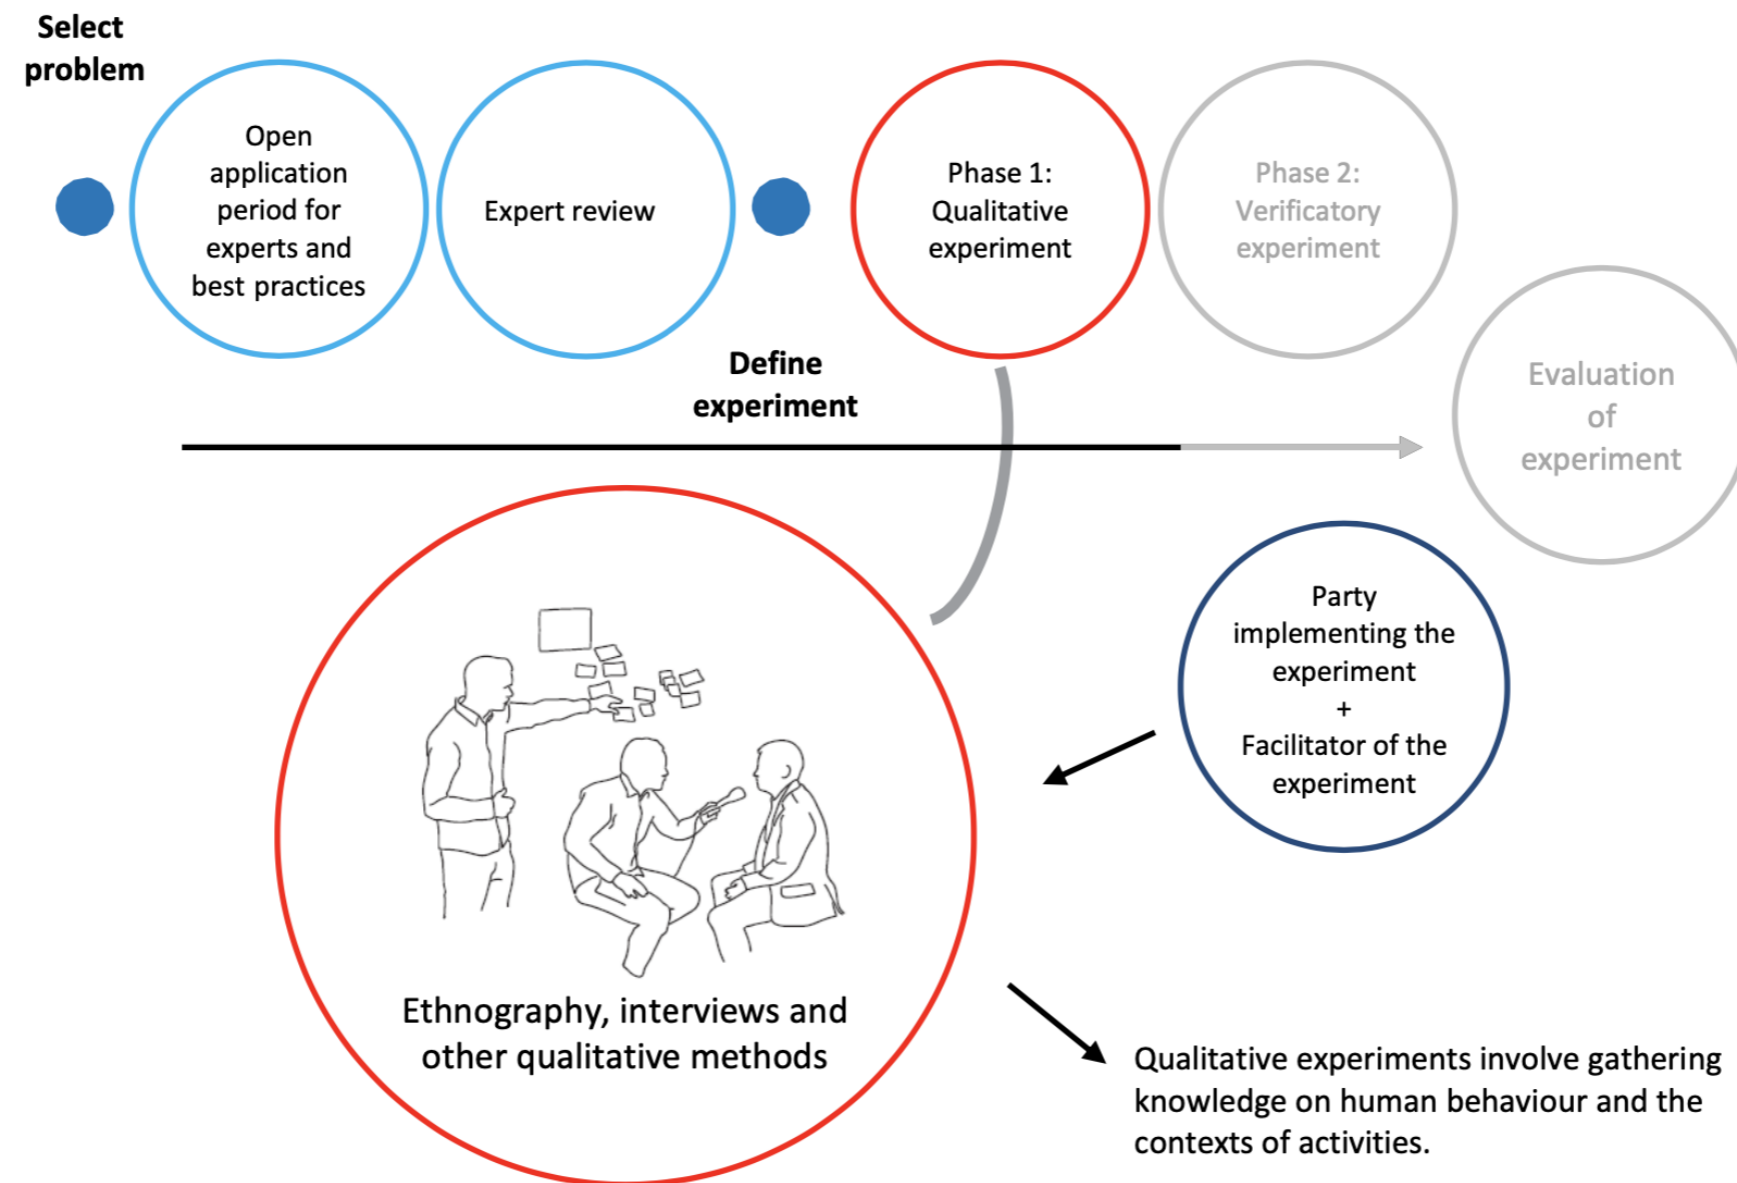 Select
problem
Open
application
period for
experts and
best practices
Expert review
Phase 1:
Qualitative
experiment
Phase 2:
Verificatory
experiment
Define
experiment
Evaluation
of
experiment
Party
implementing the
experiment
+
Facilitator of the
experiment
Ethnography, interviews and
other qualitative methods
Qualitative experiments involve gathering
knowledge on human behaviour and the
contexts of activities.